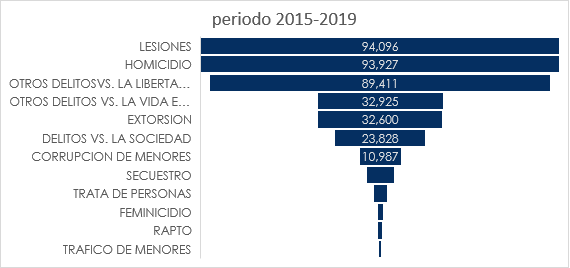 periodo 2015-2019
LESIONES 94,096
HOMICIDIO 93,927
OTROS DELITOSVS. LA LIBERTA... 89,411
OTROS DELITOS VS. LA VIDA E... 32,925
EXTORSION 32,600
DELITOS VS. LA SOCIEDAD 23,828
CORRUPCION DE MENORES 10,987
SECUESTRO
TRATA DE PERSONAS
FEMINICIDIO
RAPTO
TRAFICO DE MENORES